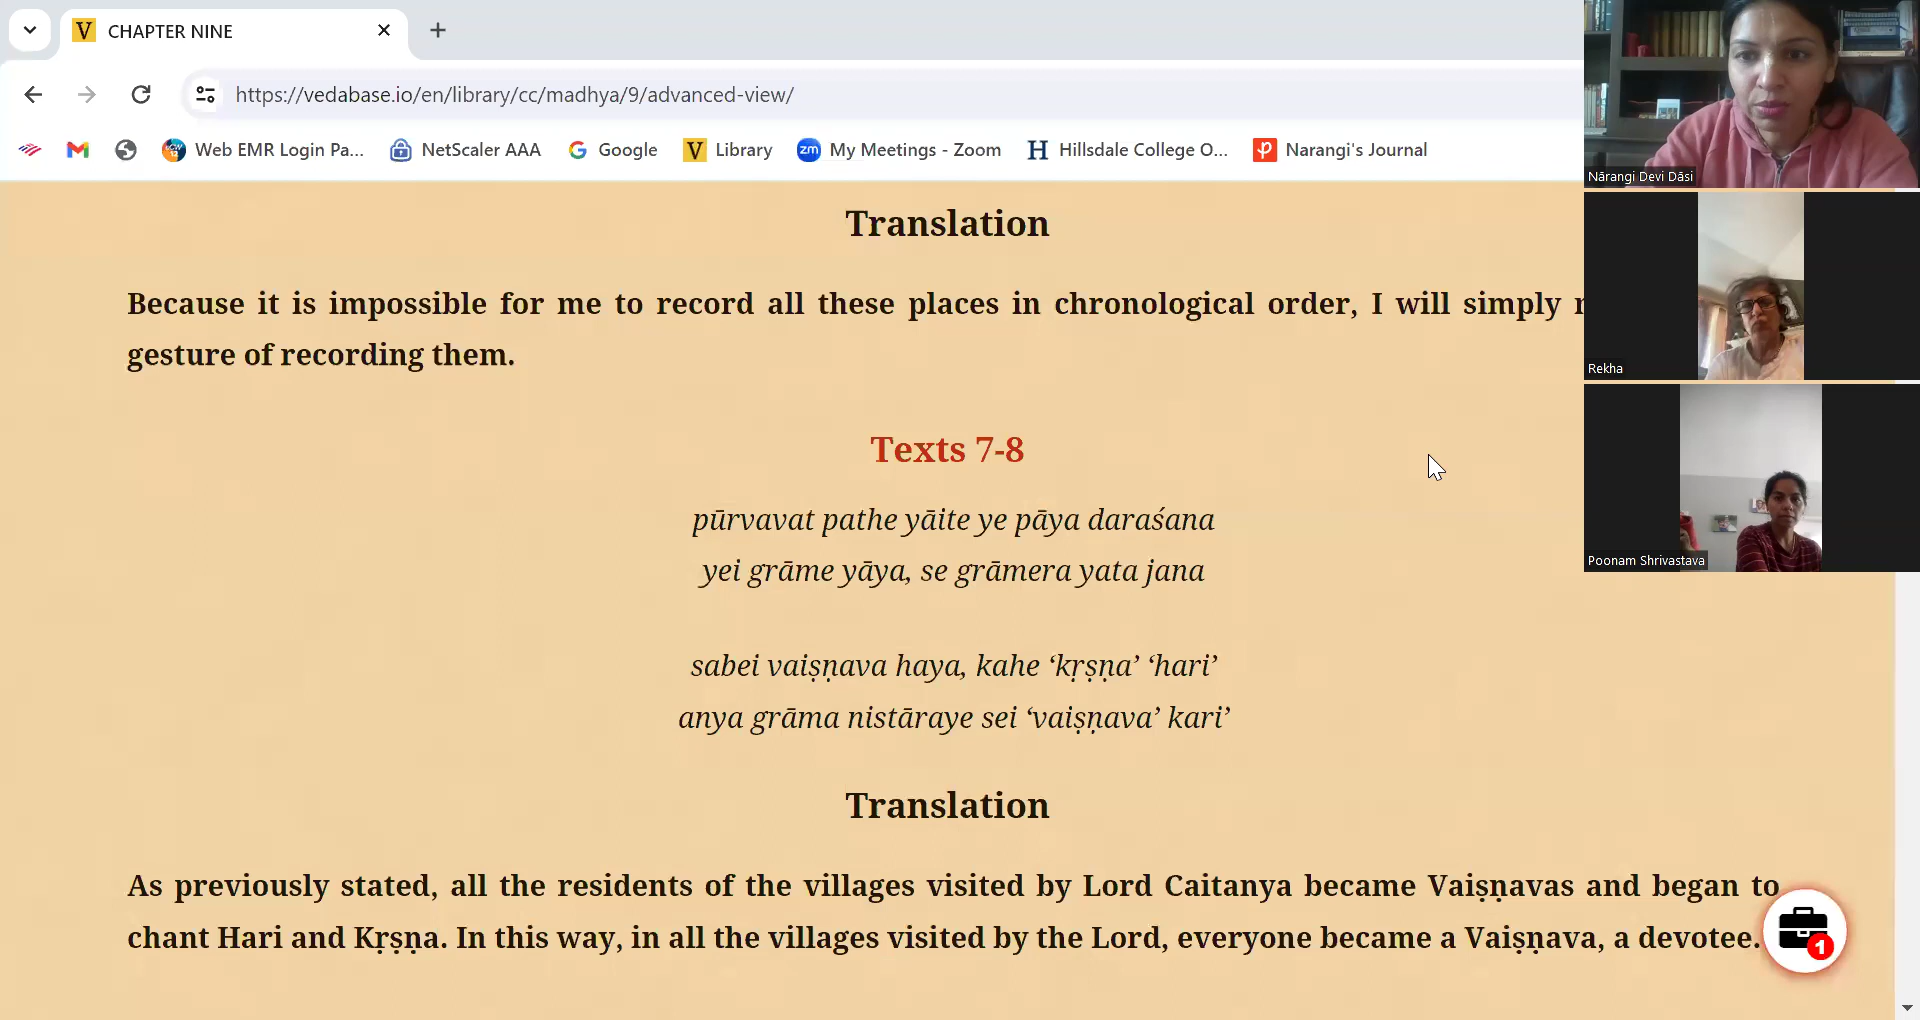 CHAPTER NINE
https://vedabase.io/en/library/cc/madhya/9/advanced-view/
Web EMR Login Pa... NetScaler AAA Google Library My Meetings - Zoom Hillsdale College O... Narangi's Journal
Translation
Because it is impossible for me to record all these places in chronological order, I will simply
gesture of recording them.
Texts 7-8
pūrvavat pathe yāite ye pāya daraśana
yei grāme yāya, se grāmera yata jana
sabei vaiṣṇava haya, kahe ‘kṛṣṇa’ ‘hari’
anya grāma nistāraye sei ‘vaiṣṇava’ kari’
Translation
As previously stated, all the residents of the villages visited by Lord Caitanya became Vaiṣṇavas and began to
chant Hari and Kṛṣṇa. In this way, in all the villages visited by the Lord, everyone became a Vaiṣṇava, a devotee.
1
Nārangi Devi Dāsi
Rekha
Poonam Shrivastava